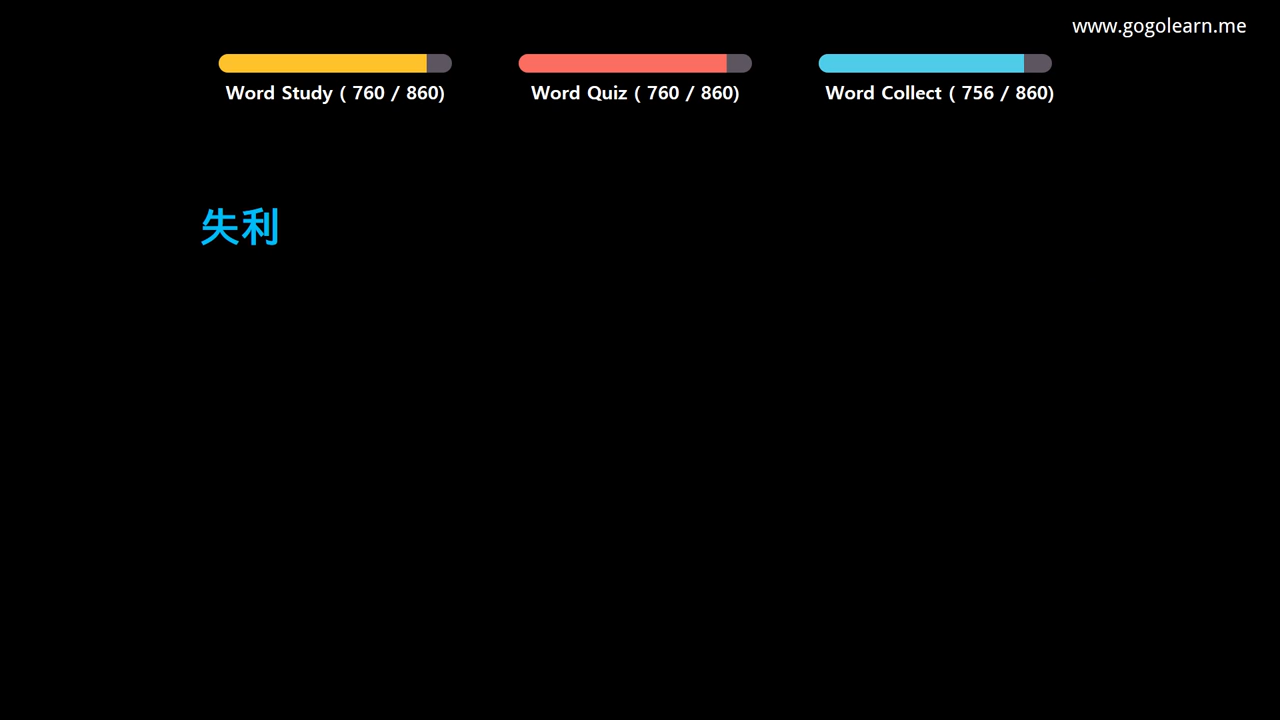 www.gogolearn.me
Word Study ( 760 / 860)
Word Quiz ( 760 / 860)
Word Collect ( 756 / 860)
失利